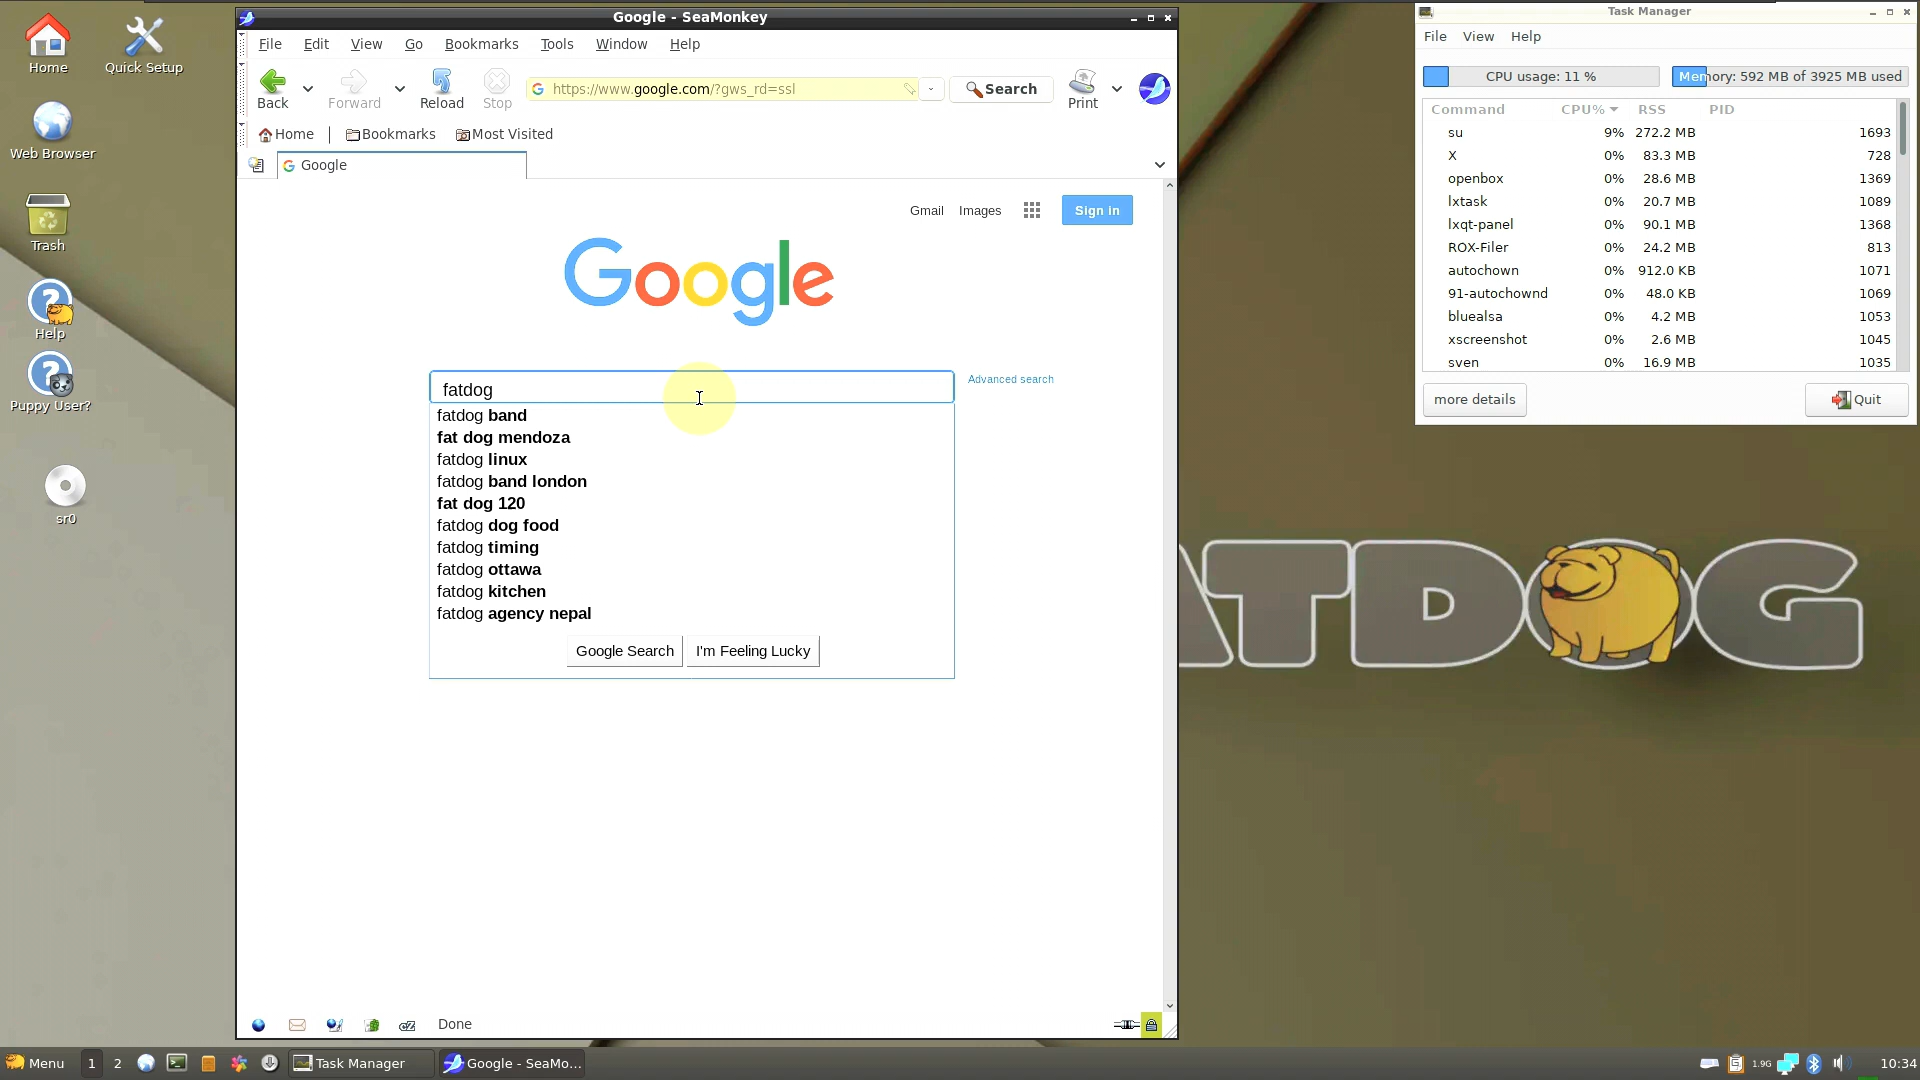 Home
Quick Setup
Web Browser
Trash
Help
Puppy User?
sr0
Google - SeaMonkey
File Edit View Go Bookmarks Tools Window Help
Back Forward Reload Stop https://www.google.com/?gws_rd=ssl Search Print
Home Bookmarks Most Visited
Google
Gmail Images Sign in
Google
fatdog
Advanced search
fatdog band
fat dog mendoza
fatdog linux
fatdog band london
fat dog 120
fatdog dog food
fatdog timing
fatdog ottawa
fatdog kitchen
fatdog agency nepal
Google Search I'm Feeling Lucky
Done
Task Manager
File View Help
CPU usage: 11 % Memory: 592 MB of 3925 MB used
Command CPU% RSS PID
su 9% 272.2 MB 1693
X 0% 83.3 MB 728
openbox 0% 28.6 MB 1369
lxtask 0% 20.7 MB 1089
lxqt-panel 0% 90.1 MB 1368
ROX-Filer 0% 24.2 MB 813
autochown 0% 912.0 KB 1071
91-autochownd 0% 48.0 KB 1069
bluealsa 0% 4.2 MB 1053
xscreenshot 0% 2.6 MB 1045
sven 0% 16.9 MB 1035
more details Quit
ATDOG
Menu 1 2 Task Manager Google - SeaMo... 1.9G 10:34